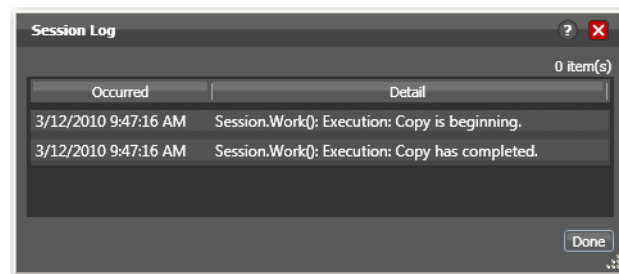 Session Log
0 item(s)
Occurred Detail
3/12/2010 9:47:16 AM Session.Work(): Execution: Copy is beginning.
3/12/2010 9:47:16 AM Session.Work(): Execution: Copy has completed.
Done